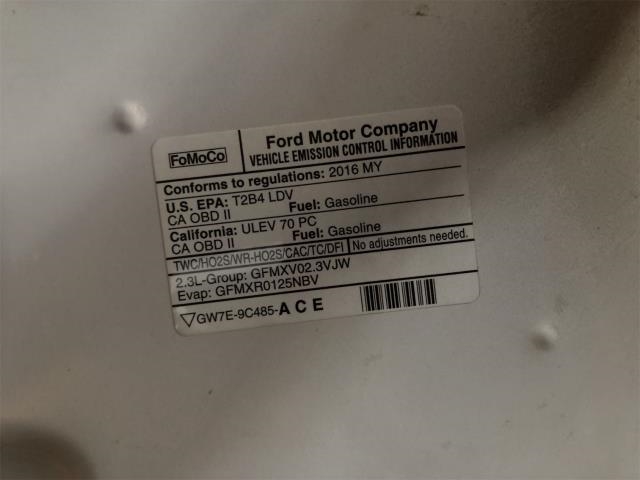 FoMoCo
Ford Motor Company
VEHICLE EMISSION CONTROL INFORMATION
Conforms to regulations: 2016 MY
U.S. EPA: T2B4 LDV
CA OBD II Fuel: Gasoline
California: ULEV 70 PC
CA OBD II Fuel: Gasoline
TWC/HO2S/WR-HO2S/CAC/TC/DFI No adjustments needed.
2.3L-Group: GFMXV02.3VJW
Evap: GFMXR0125NBV
GW7E-9C485-A C E